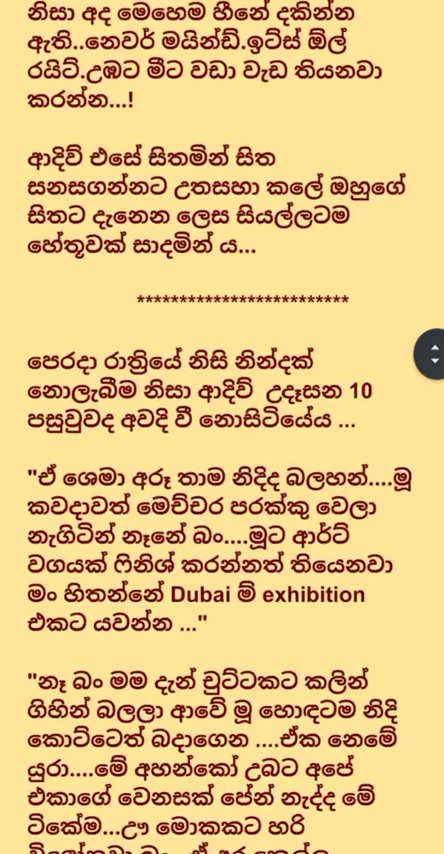 නිසා අද මෙහෙම හීනේ දකින්න
ඇති..නෙවර් මයින්ඩ්.ඉට්ස් ඕල්
රයිට්.උඹට මීට වඩා වැඩ තියනවා
කරන්න...!
ආදිව් එසේ සිතමින් සිත
සනසගන්නට උතසහා කලේ ඔහුගේ
සිතට දැනෙන ලෙස සියල්ලටම
හේතූවක් සාදමින් ය...
*************************
පෙරදා රාත්‍රියේ නිසි නින්දක්
නොලැබීම නිසා ආදිව් උදෑසන 10
පසුවුවද අවදි වී නොසිටියේය ...
"ඒ ශෙමා අරූ තාම නිදිද බලහන්....මූ
කවදාවත් මෙච්චර පරක්කු වෙලා
නැගිටින් නෑනේ බං....මූට ආර්ට්
වගයක් ෆිනිශ් කරන්නත් තියෙනවා
මං හිතන්නේ Dubai ම් exhibition
එකට යවන්න ..."
"නෑ බං මම දැන් චුට්ටකට කලින්
ගිහින් බලලා ආවේ මූ හොඳටම නිදි
කොට්ටෙත් බදාගෙන ....ඒක නෙමේ
යුරා....මේ අහන්කෝ උබට අපේ
එකාගේ වෙනසක් පේන් නැද්ද මේ
ටිකේම...ඌ මොකකට හරි